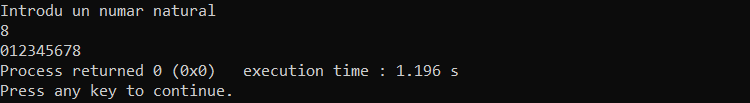 Introdu un numar natural
8
012345678
Process returned 0 (0x0)   execution time : 1.196 s
Press any key to continue.